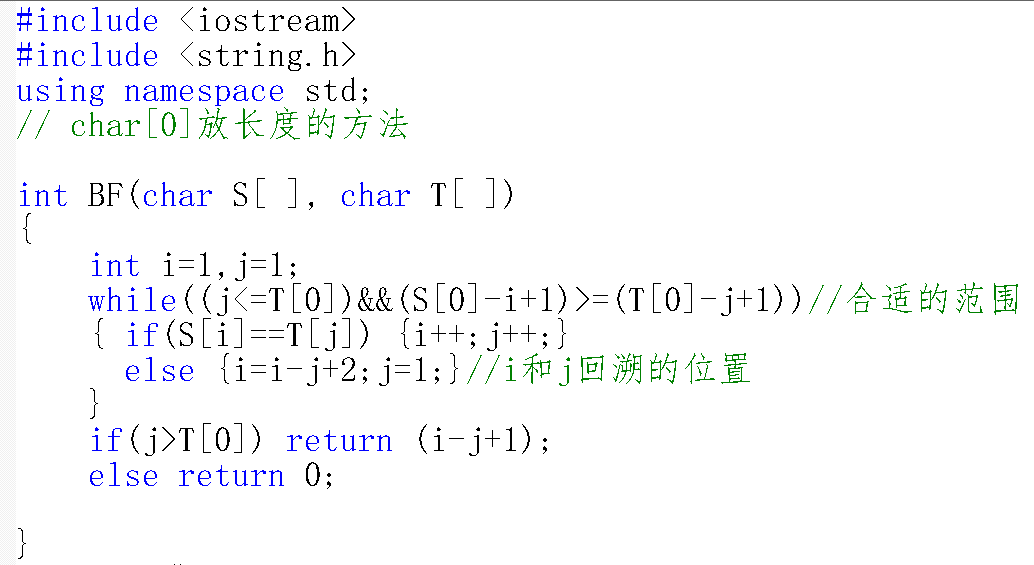 #include <iostream>
#include <string.h>
using namespace std;
// char[0]放长度的方法
int BF(char S[ ], char T[ ])
{
int i=1,j=1;
while((j<=T[0])&&(S[0]-i+1)>=(T[0]-j+1))//合适的范围
{ if(S[i]==T[j]) {i++;j++;}
else {i=i-j+2;j=1;}//i和j回溯的位置
}
if(j>T[0]) return (i-j+1);
else return 0;
}